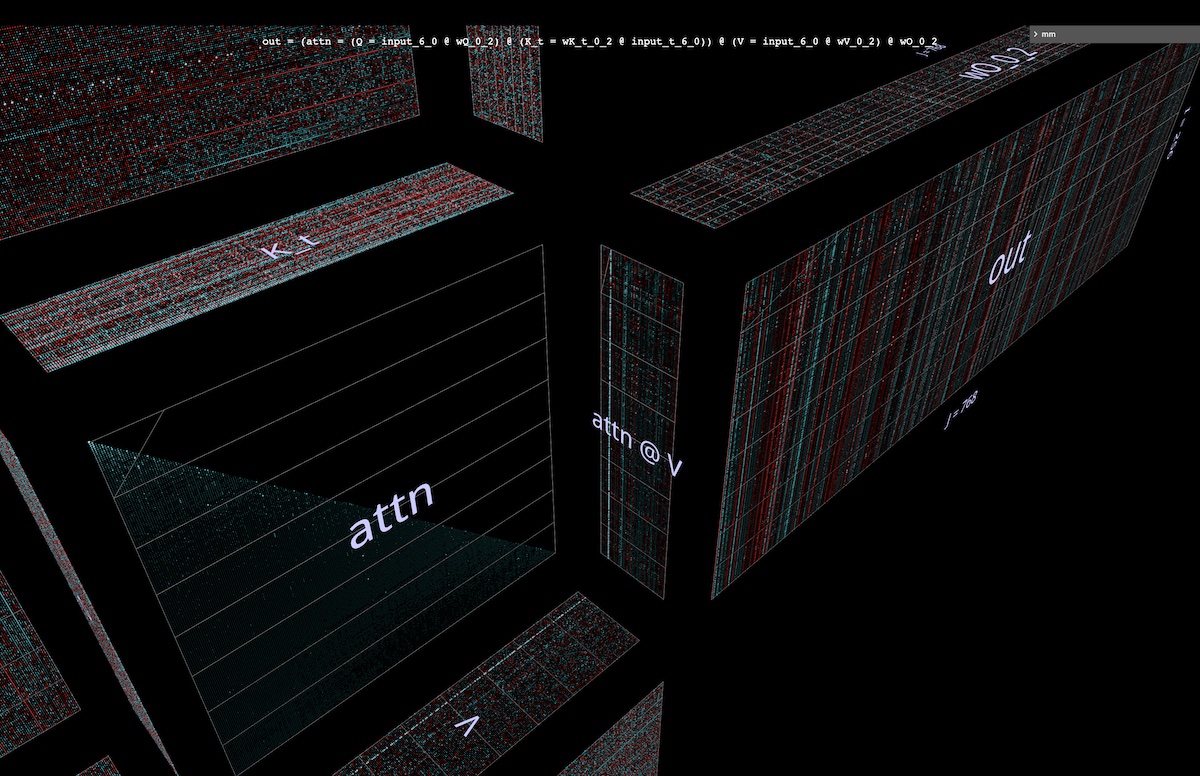 out = (attn = (Q = input_6_0 @ wQ_0_2) @ (K_t = wK_t_0_2 @ input_t_6_0)) @ (V = input_6_0 @ wV_0_2) @ wO_0_2
mm
wO_0_2
K_t
out
j = 768
attn @ V
attn
V